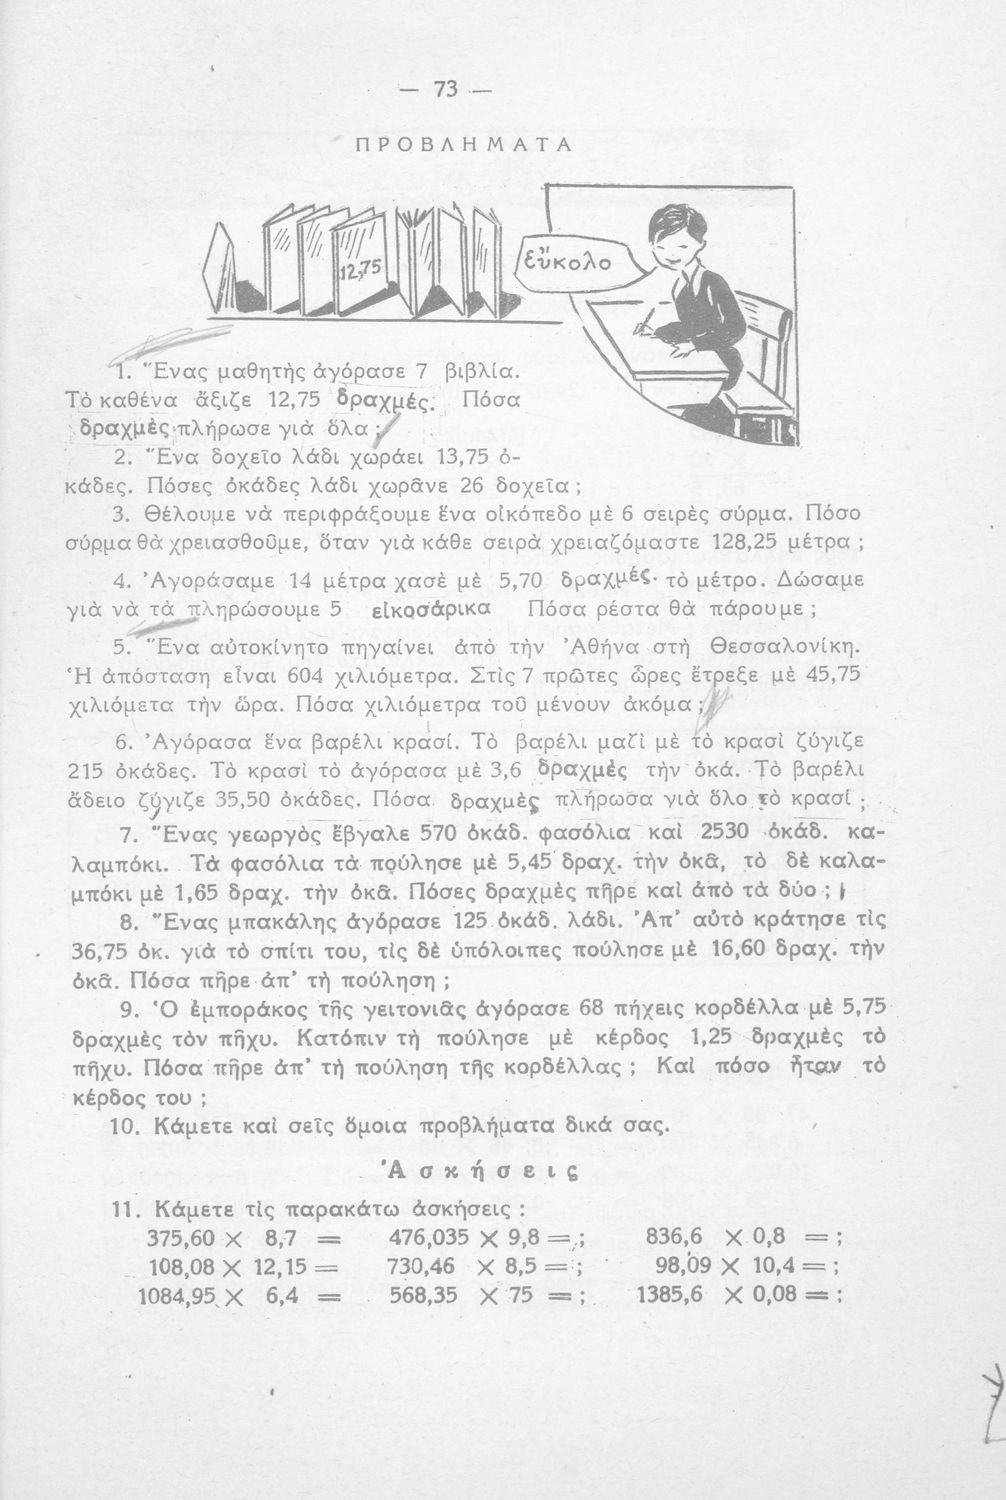 — 73 —
ΠΡΟΒΛΗΜΑΤΑ
12,75
εὔκολο
1. Ἕνας μαθητὴς ἀγόρασε 7 βιβλία.
Τὸ καθένα ἄξιζε 12,75 δραχμές. Πόσα
δραχμὲς πλήρωσε γιὰ ὅλα ;
2. Ἕνα δοχεῖο λάδι χωράει 13,75 ὀ-
κάδες. Πόσες ὀκάδες λάδι χωρᾶνε 26 δοχεῖα ;
3. Θέλουμε νὰ περιφράξουμε ἕνα οἰκόπεδο μὲ 6 σειρὲς σύρμα. Πόσο
σύρμα θὰ χρειασθοῦμε, ὅταν γιὰ κάθε σειρὰ χρειαζόμαστε 128,25 μέτρα ;
4. Ἀγοράσαμε 14 μέτρα χασὲ μὲ 5,70 δραχμές. τὸ μέτρο. Δώσαμε
γιὰ νὰ τὰ πληρώσουμε 5 εἰκοσάρικα Πόσα ρέστα θὰ πάρουμε ;
5. Ἕνα αὐτοκίνητο πηγαίνει ἀπὸ τὴν Ἀθήνα στὴ Θεσσαλονίκη.
Ἡ ἀπόσταση εἶναι 604 χιλιόμετρα. Στὶς 7 πρῶτες ὧρες ἔτρεξε μὲ 45,75
χιλιόμετα τὴν ὥρα. Πόσα χιλιόμετρα τοῦ μένουν ἀκόμα ;
6. Ἀγόρασα ἕνα βαρέλι κρασί. Τὸ βαρέλι μαζὶ μὲ τὸ κρασὶ ζύγιζε
215 ὀκάδες. Τὸ κρασὶ τὸ ἀγόρασα μὲ 3,6 δραχμὲς τὴν ὀκά. Τὸ βαρέλι
ἄδειο ζύγιζε 35,50 ὀκάδες. Πόσα δραχμὲς πλήρωσα γιὰ ὅλο τὸ κρασί ;
7. Ἕνας γεωργὸς ἔβγαλε 570 ὀκάδ. φασόλια καὶ 2530 ὀκάδ. κα-
λαμπόκι. Τὰ φασόλια τὰ πούλησε μὲ 5,45 δραχ. τὴν ὀκᾶ, τὸ δὲ καλα-
μπόκι μὲ 1,65 δραχ. τὴν ὀκᾶ. Πόσες δραχμὲς πῆρε καὶ ἀπὸ τὰ δύο ;
8. Ἕνας μπακάλης ἀγόρασε 125 ὀκάδ. λάδι. Ἀπ' αὐτὸ κράτησε τὶς
36,75 ὀκ. γιὰ τὸ σπίτι του, τὶς δὲ ὑπόλοιπες πούλησε μὲ 16,60 δραχ. τὴν
ὀκᾶ. Πόσα πῆρε ἀπ' τὴ πούληση ;
9. Ὁ ἐμποράκος τῆς γειτονιᾶς ἀγόρασε 68 πήχεις κορδέλλα μὲ 5,75
δραχμὲς τὸν πῆχυ. Κατόπιν τὴ πούλησε μὲ κέρδος 1,25 δραχμὲς τὸ
πῆχυ. Πόσα πῆρε ἀπ' τὴ πούληση τῆς κορδέλλας ; Καὶ πόσο ἦταν τὸ
κέρδος του ;
10. Κάμετε καὶ σεῖς ὅμοια προβλήματα δικά σας.
Ἀσκήσεις
11. Κάμετε τὶς παρακάτω ἀσκήσεις :
375,60 × 8,7 = 476,035 × 9,8 = ; 836,6 × 0,8 = ;
108,08 × 12,15 = 730,46 × 8,5 = ; 98,09 × 10,4 = ;
1084,95 × 6,4 = 568,35 × 75 = ; 1385,6 × 0,08 = ;